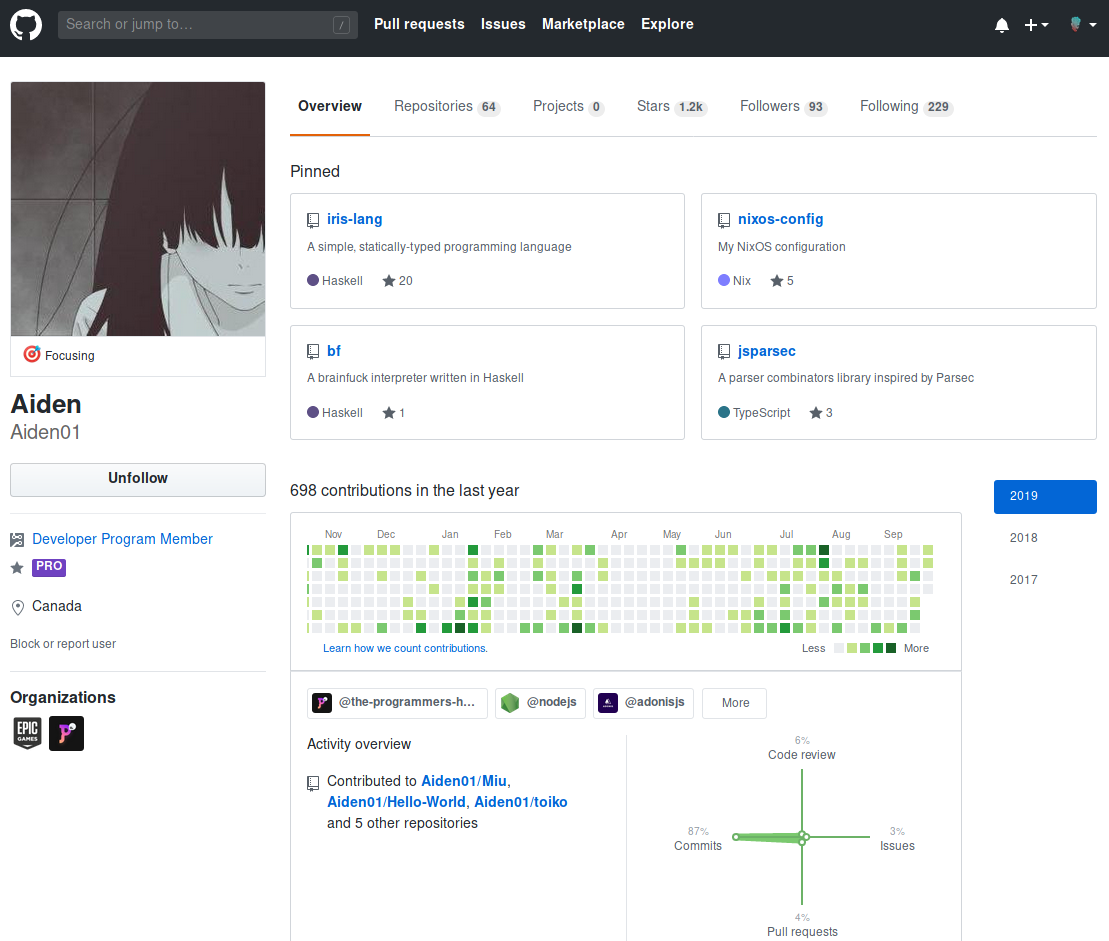 Search or jump to…
/
Pull requests Issues Marketplace Explore
Overview Repositories 64 Projects 0 Stars 1.2k Followers 93 Following 229
Focusing
Aiden
Aiden01
Unfollow
Developer Program Member
PRO
Canada
Block or report user
Organizations
EPIC
GAMES
Pinned
iris-lang
A simple, statically-typed programming language
Haskell 20
nixos-config
My NixOS configuration
Nix 5
bf
A brainfuck interpreter written in Haskell
Haskell 1
jsparsec
A parser combinators library inspired by Parsec
TypeScript 3
698 contributions in the last year
2019
2018
2017
Nov Dec Jan Feb Mar Apr May Jun Jul Aug Sep
Learn how we count contributions.
Less More
@the-programmers-h… @nodejs @adonisjs More
Activity overview
Contributed to Aiden01/Miu,
Aiden01/Hello-World, Aiden01/toiko
and 5 other repositories
6%
Code review
87%
Commits
3%
Issues
4%
Pull requests